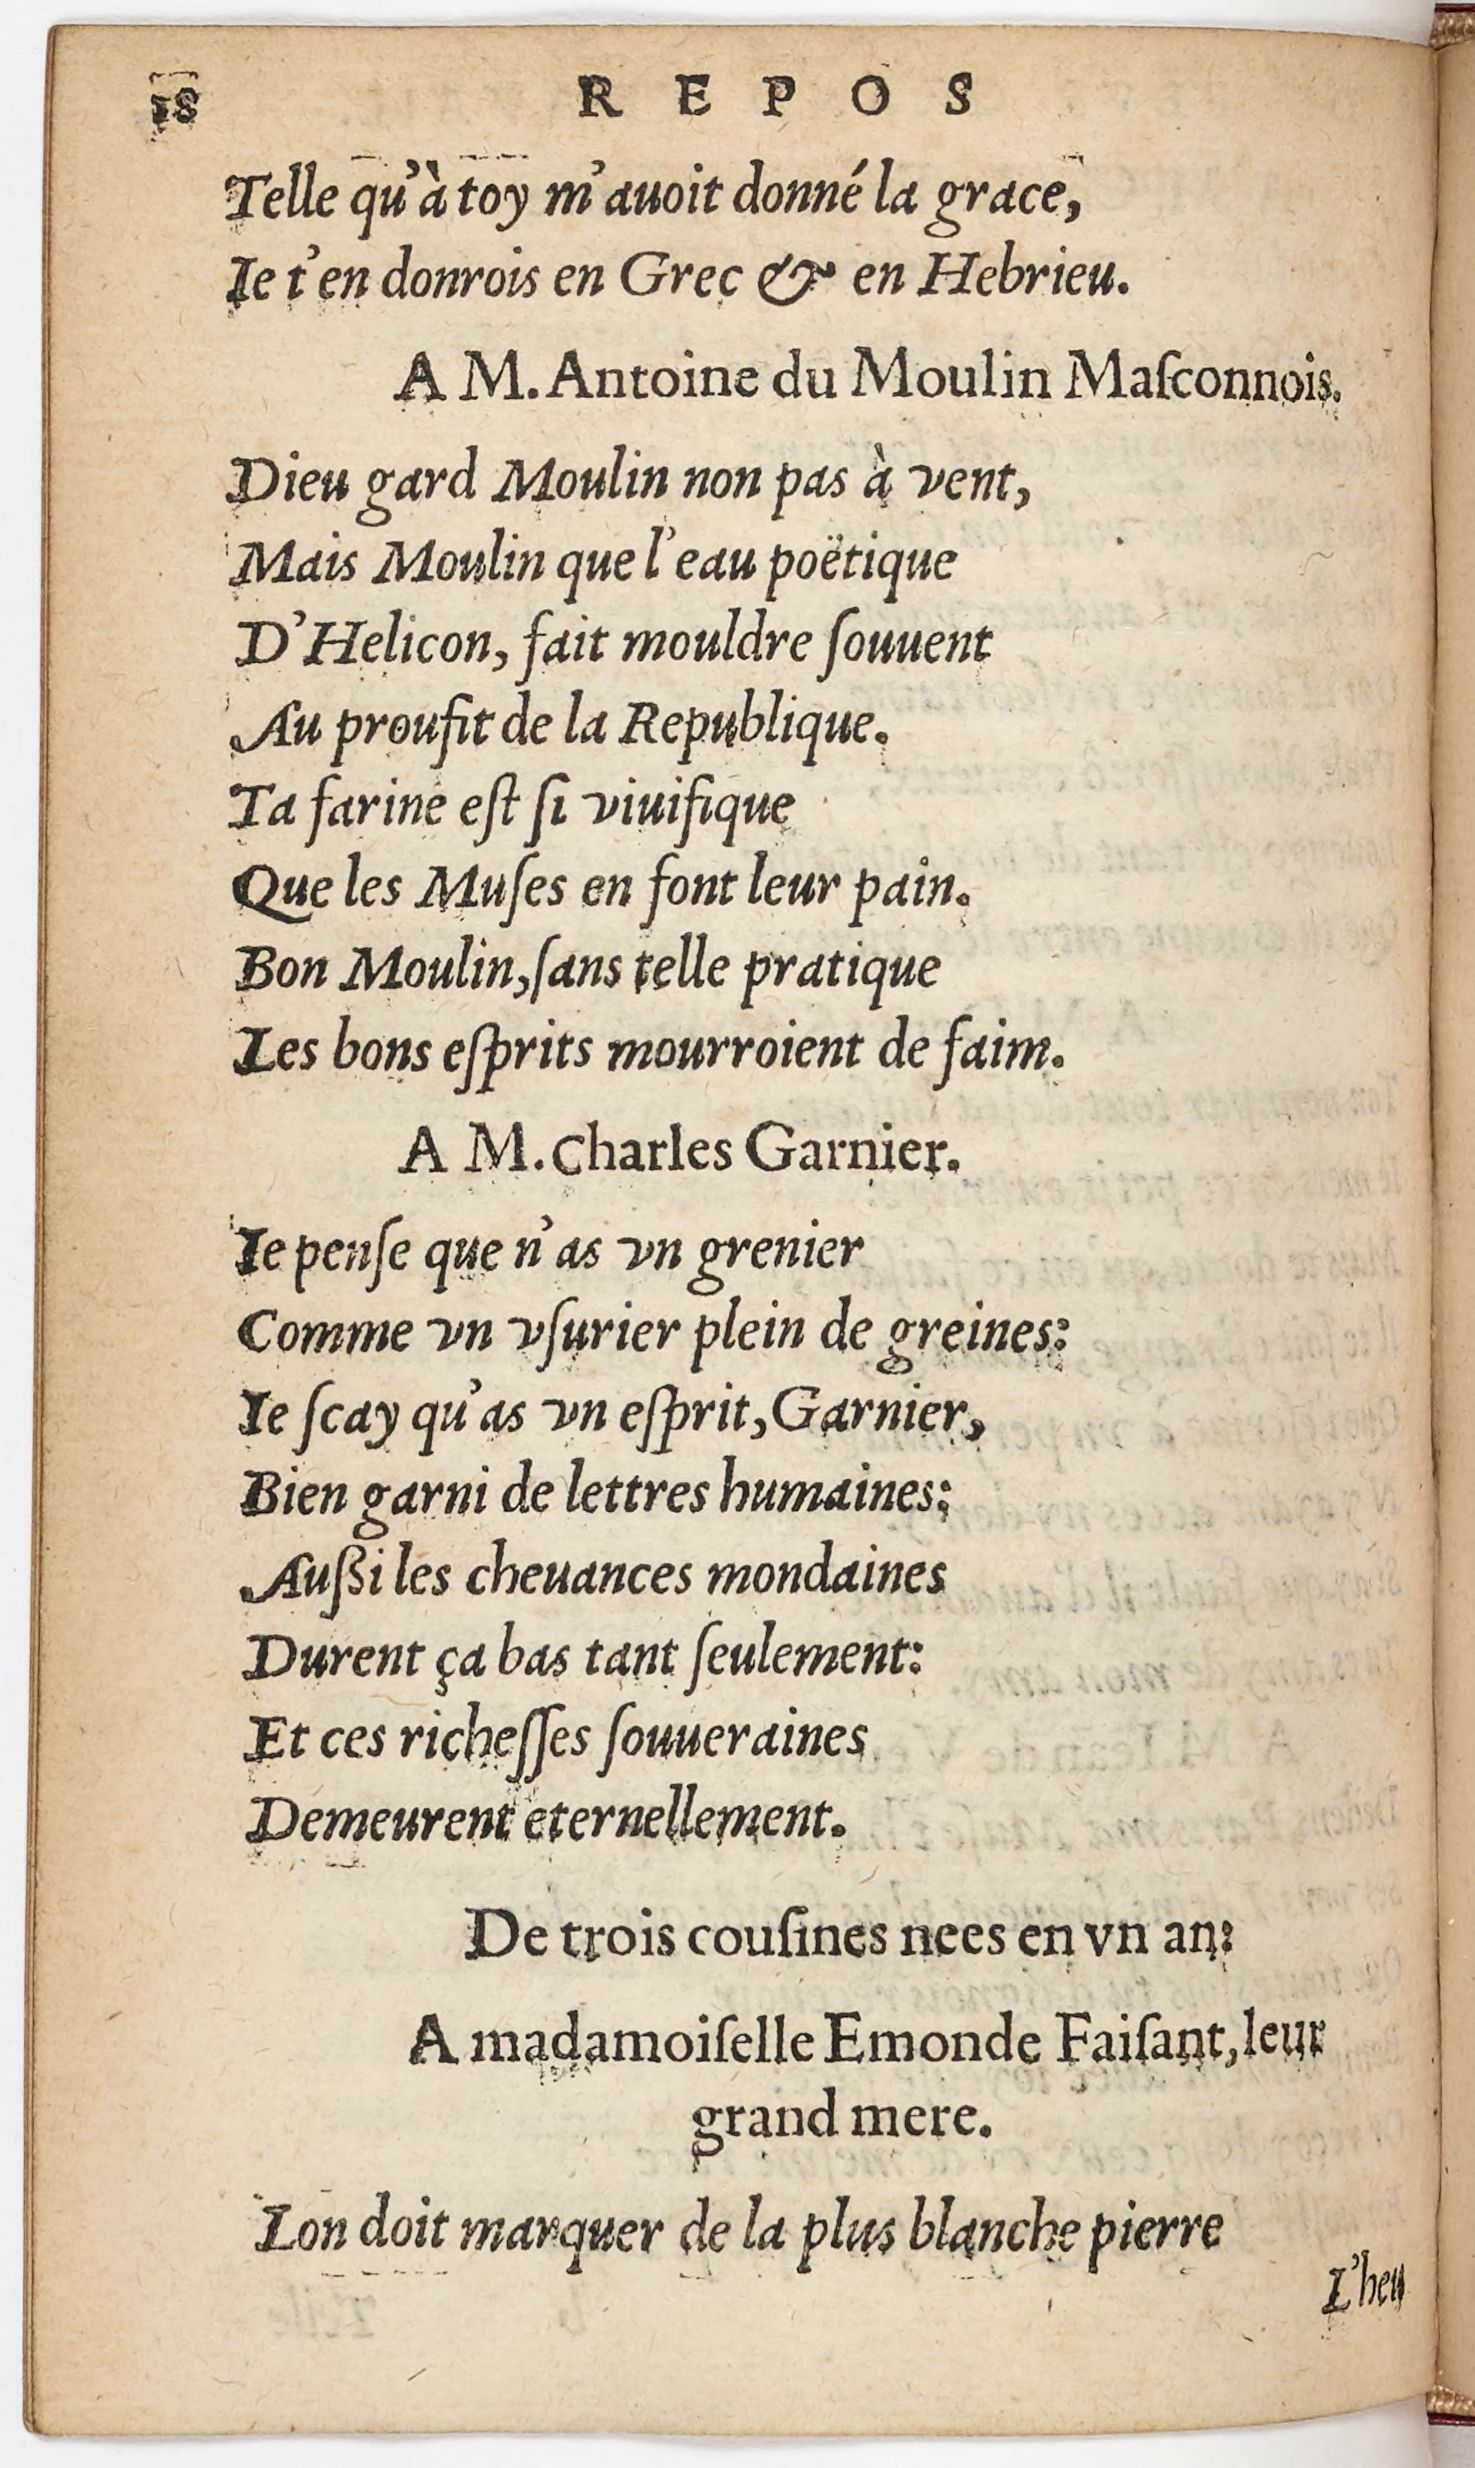 18
REPOS
Telle qu'à toy m'auoit donné la grace,
Ie t'en donrois en Grec & en Hebrieu.
A M. Antoine du Moulin Maſconnois.
Dieu gard Moulin non pas à vent,
Mais Moulin que l'eau poëtique
D'Helicon, fait mouldre ſouuent
Au proufit de la Republique.
Ta farine eſt ſi viuifique
Que les Muſes en font leur pain.
Bon Moulin, ſans telle pratique
Les bons eſprits mourroient de faim.
A M. Charles Garnier.
Ie penſe que n'as vn grenier
Comme vn vſurier plein de greines:
Ie ſcay qu'as vn eſprit, Garnier,
Bien garni de lettres humaines:
Auſsi les cheuances mondaines
Durent ça bas tant ſeulement:
Et ces richeſſes ſouueraines
Demeurent eternellement.
De trois couſines nees en vn an:
A madamoiſelle Emonde Faiſant, leur
grand mere.
Lon doit marquer de la plus blanche pierre
L'heu